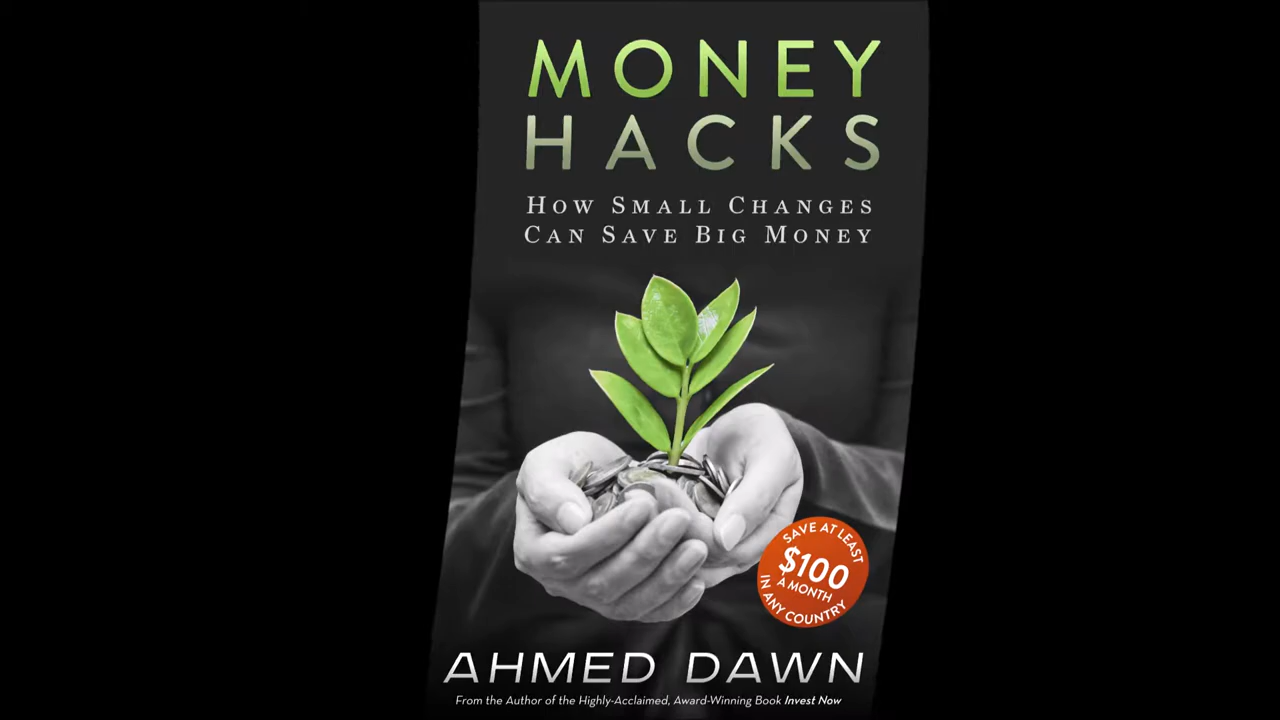 MONEY
HACKS
HOW SMALL CHANGES
CAN SAVE BIG MONEY
SAVE AT LEAST
$100
A MONTH
IN ANY COUNTRY
AHMED DAWN
From the Author of the Highly-Acclaimed, Award-Winning Book Invest Now